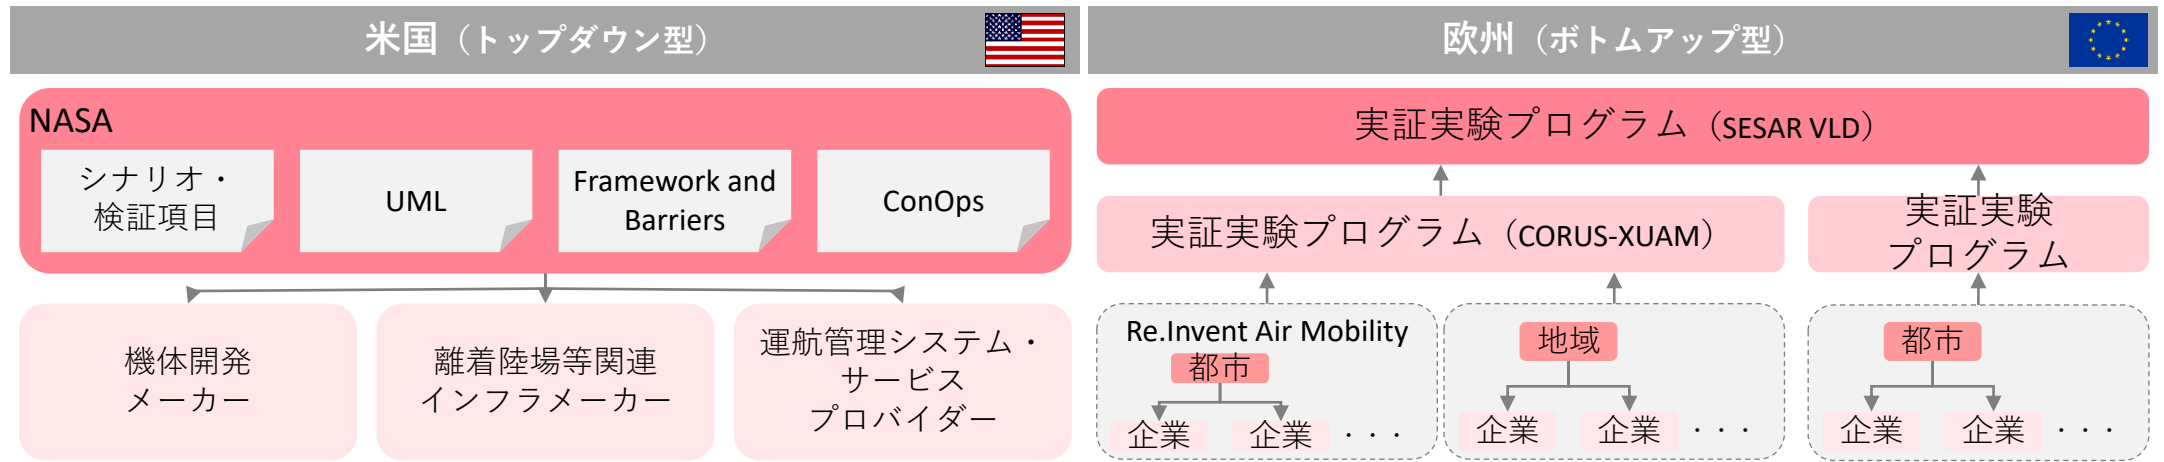 米国（トップダウン型）
NASA
シナリオ・
検証項目
UML
Framework and
Barriers
ConOps
機体開発
メーカー
離着陸場等関連
インフラメーカー
運航管理システム・
サービス
プロバイダー
欧州（ボトムアップ型）
実証実験プログラム（SESAR VLD）
実証実験プログラム（CORUS-XUAM）
実証実験
プログラム
Re.Invent Air Mobility
都市
企業 企業 ・・・
地域
企業 企業 ・・・
都市
企業 企業 ・・・